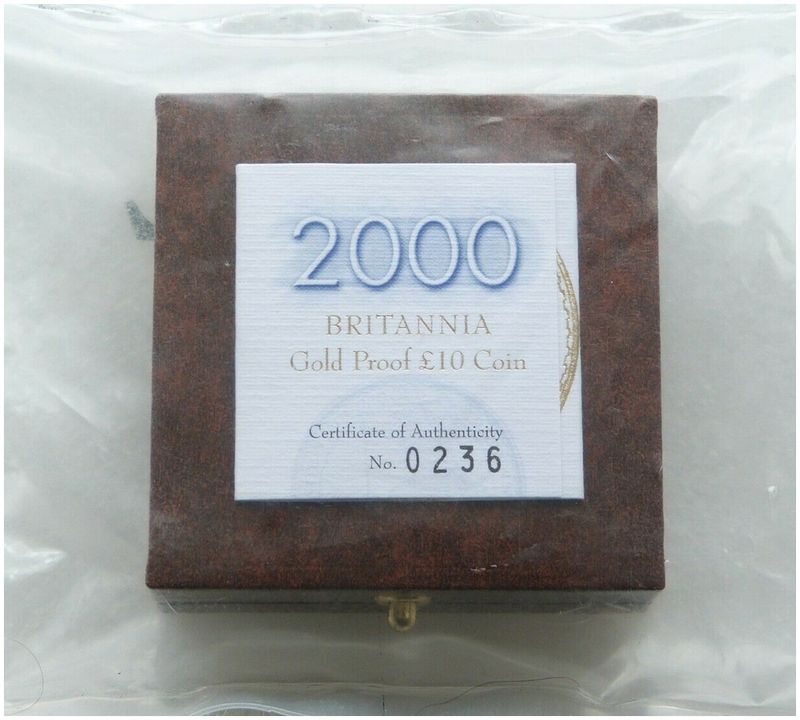 2000
BRITANNIA
Gold Proof £10 Coin
Certificate of Authenticity
No. 0236